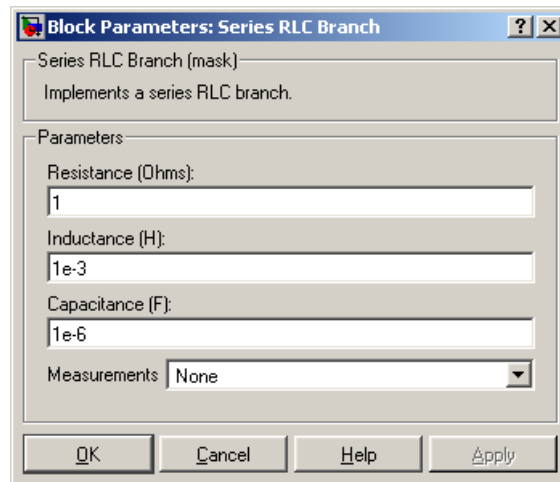 Block Parameters: Series RLC Branch
Series RLC Branch (mask)
Implements a series RLC branch.
Parameters
Resistance (Ohms):
1
Inductance (H):
1e-3
Capacitance (F):
1e-6
Measurements None
OK Cancel Help Apply